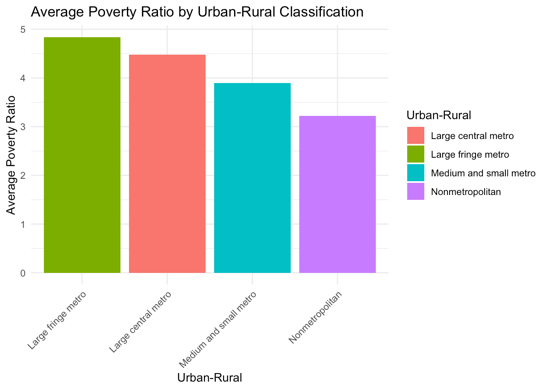 Average Poverty Ratio by Urban-Rural Classification
Average Poverty Ratio
5
4
3
2
1
0
Large fringe metro
Large central metro
Medium and small metro
Nonmetropolitan
Urban-Rural
Urban-Rural
Large central metro
Large fringe metro
Medium and small metro
Nonmetropolitan